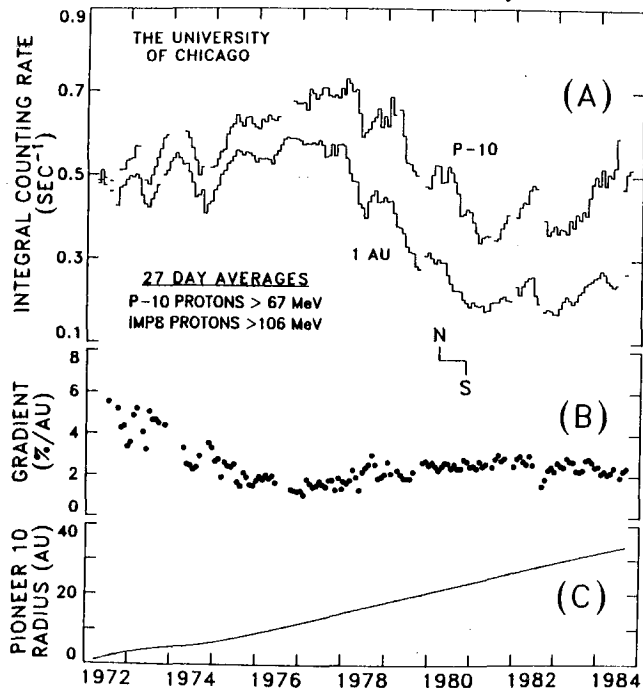 0.9
0.7
0.5
0.3
0.1
INTEGRAL COUNTING RATE
(SEC⁻¹)
THE UNIVERSITY
OF CHICAGO
(A)
P-10
1 AU
27 DAY AVERAGES
P-10 PROTONS > 67 MeV
IMP8 PROTONS >106 MeV
N
S
8
6
4
2
0
GRADIENT
(%/AU)
(B)
40
20
0
PIONEER 10
RADIUS (AU)
(C)
1972 1974 1976 1978 1980 1982 1984